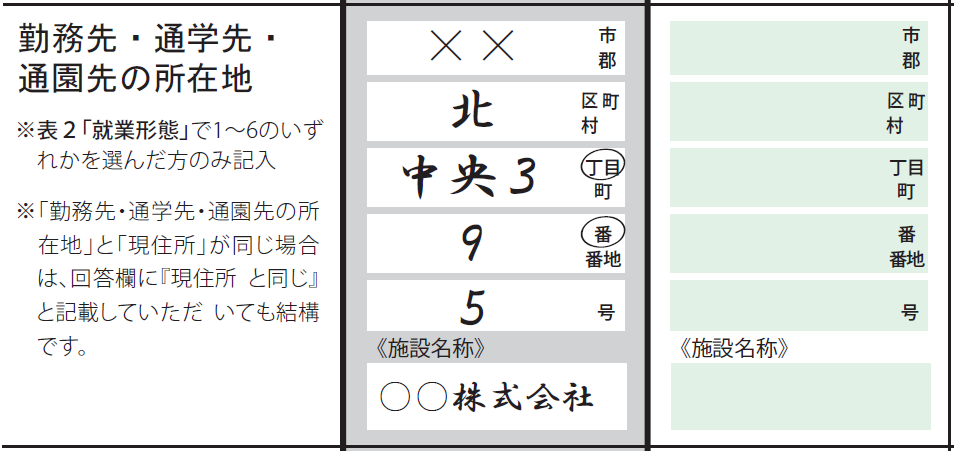 勤務先・通学先・
通園先の所在地
※表2「就業形態」で1～6のいず
れかを選んだ方のみ記入
※「勤務先・通学先・通園先の所
在地」と「現住所」が同じ場合
は、回答欄に『現住所 と同じ』
と記載していただ いても結構
です。
×× 市
郡
北 区町
村
中央3 丁目
町
9 番
番地
5 号
《施設名称》
○○株式会社
市
郡
区町
村
丁目
町
番
番地
号
《施設名称》